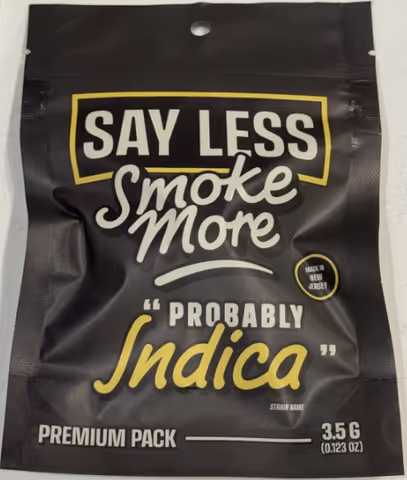 SAY LESS
Smoke
More
MADE IN
NEW
JERSEY
“ PROBABLY
Indica ”
STRAIN NAME
PREMIUM PACK
3.5 G
(0.123 OZ)